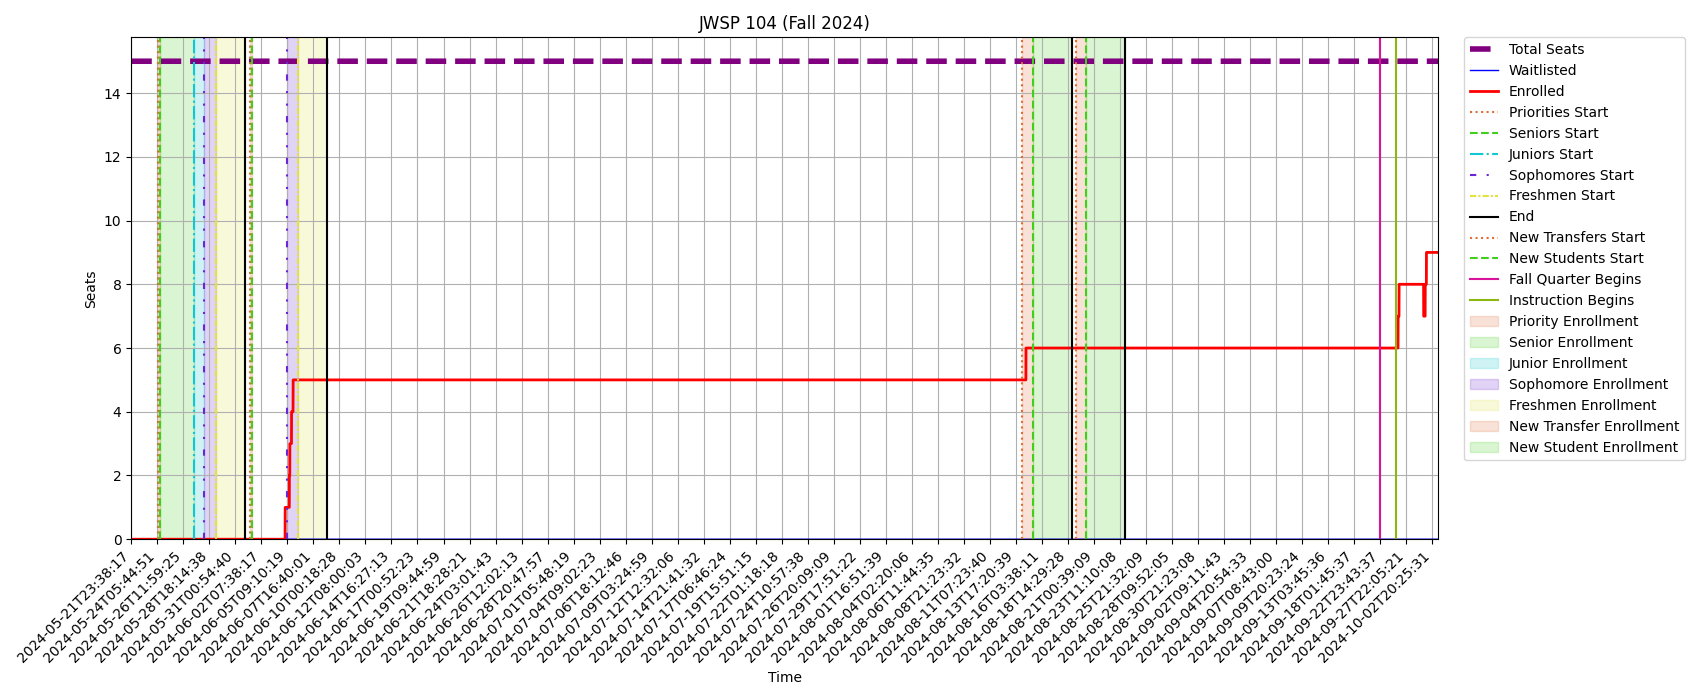 JWSP 104 (Fall 2024)
Seats
14
12
10
8
6
4
2
0
2024-05-21T23:38:17
2024-05-24T05:44:51
2024-05-26T11:59:25
2024-05-28T18:14:38
2024-05-31T00:54:40
2024-06-02T07:38:17
2024-06-05T09:10:19
2024-06-07T16:40:01
2024-06-10T00:18:28
2024-06-12T08:00:03
2024-06-14T16:27:13
2024-06-17T00:52:23
2024-06-19T09:44:59
2024-06-21T18:28:21
2024-06-24T03:01:43
2024-06-26T12:02:13
2024-06-28T20:47:57
2024-07-01T05:48:19
2024-07-04T09:02:23
2024-07-06T18:12:46
2024-07-09T03:24:59
2024-07-12T12:32:06
2024-07-14T21:41:32
2024-07-17T06:46:24
2024-07-19T15:51:15
2024-07-22T01:18:18
2024-07-24T10:57:38
2024-07-26T20:09:09
2024-07-29T17:51:22
2024-08-01T16:51:39
2024-08-04T02:20:06
2024-08-06T11:44:35
2024-08-08T21:23:32
2024-08-11T07:23:40
2024-08-13T17:20:39
2024-08-16T03:38:11
2024-08-18T14:29:28
2024-08-21T00:39:09
2024-08-23T11:10:08
2024-08-25T21:32:09
2024-08-28T09:52:05
2024-08-30T21:23:08
2024-09-02T09:11:43
2024-09-04T20:54:33
2024-09-07T08:43:00
2024-09-09T20:23:24
2024-09-13T03:45:36
2024-09-18T01:45:37
2024-09-22T23:43:37
2024-09-27T22:05:21
2024-10-02T20:25:31
Time
Total Seats
Waitlisted
Enrolled
Priorities Start
Seniors Start
Juniors Start
Sophomores Start
Freshmen Start
End
New Transfers Start
New Students Start
Fall Quarter Begins
Instruction Begins
Priority Enrollment
Senior Enrollment
Junior Enrollment
Sophomore Enrollment
Freshmen Enrollment
New Transfer Enrollment
New Student Enrollment